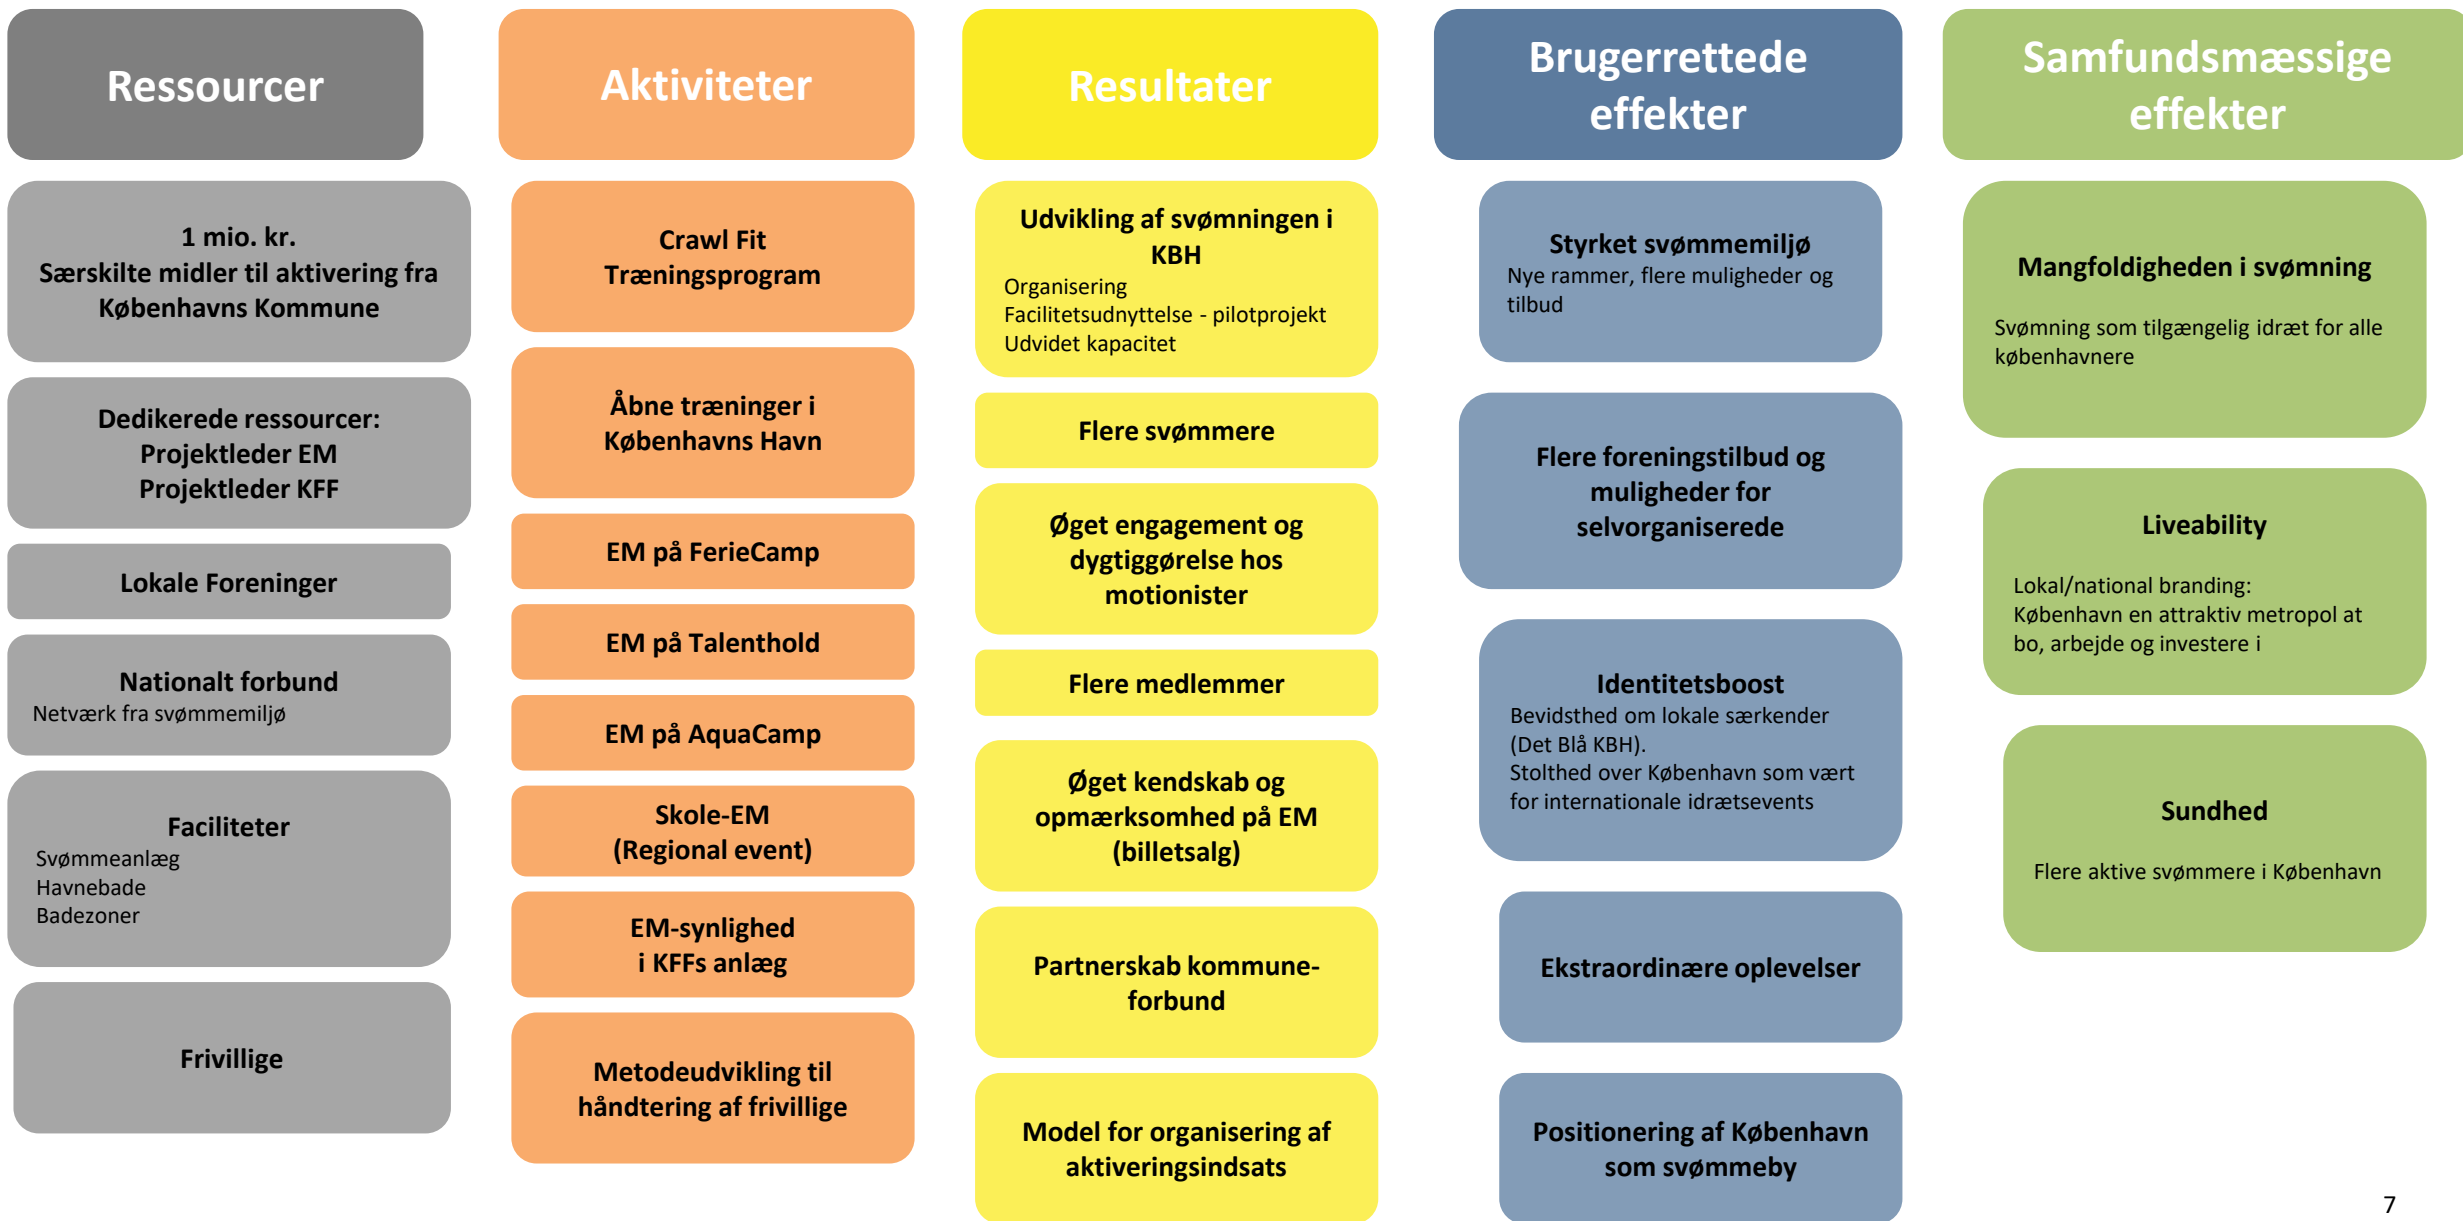 Ressourcer
1 mio. kr.
Særskilte midler til aktivering fra
Københavns Kommune
Dedikerede ressourcer:
Projektleder EM
Projektleder KFF
Lokale Foreninger
Nationalt forbund
Netværk fra svømmemiljø
Faciliteter
Svømmeanlæg
Havnebade
Badezoner
Frivillige
Aktiviteter
Crawl Fit
Træningsprogram
Åbne træninger i
Københavns Havn
EM på FerieCamp
EM på Talenthold
EM på AquaCamp
Skole-EM
(Regional event)
EM-synlighed
i KFFs anlæg
Metodeudvikling til
håndtering af frivillige
Resultater
Udvikling af svømningen i
KBH
Organisering
Facilitetsudnyttelse - pilotprojekt
Udvidet kapacitet
Flere svømmere
Øget engagement og
dygtiggørelse hos
motionister
Flere medlemmer
Øget kendskab og
opmærksomhed på EM
(billetsalg)
Partnerskab kommune-
forbund
Model for organisering af
aktiveringsindsats
Brugerrettede
effekter
Styrket svømmemiljø
Nye rammer, flere muligheder og
tilbud
Flere foreningstilbud og
muligheder for
selvorganiserede
Identitetsboost
Bevidsthed om lokale særkender
(Det Blå KBH).
Stolthed over København som vært
for internationale idrætsevents
Ekstraordinære oplevelser
Positionering af København
som svømmeby
Samfundsmæssige
effekter
Mangfoldigheden i svømning
Svømning som tilgængelig idræt for alle
københavnere
Liveability
Lokal/national branding:
København en attraktiv metropol at
bo, arbejde og investere i
Sundhed
Flere aktive svømmere i København
7